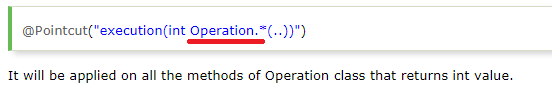 @Pointcut("execution(int Operation.*(..))")
It will be applied on all the methods of Operation class that returns int value.